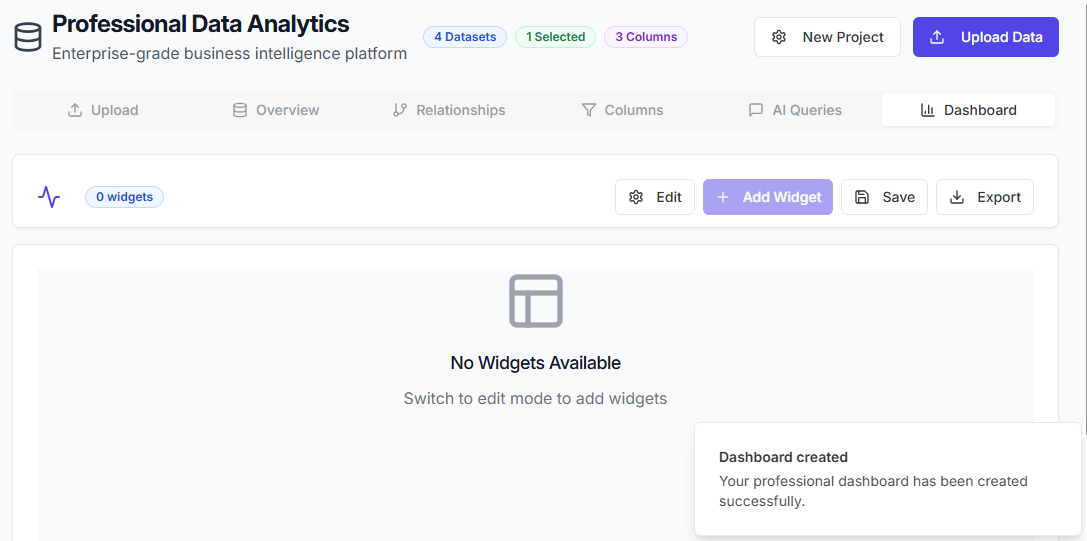 Professional Data Analytics
Enterprise-grade business intelligence platform
4 Datasets
1 Selected
3 Columns
New Project
Upload Data
Upload
Overview
Relationships
Columns
AI Queries
Dashboard
0 widgets
Edit
Add Widget
Save
Export
No Widgets Available
Switch to edit mode to add widgets
Dashboard created
Your professional dashboard has been created
successfully.